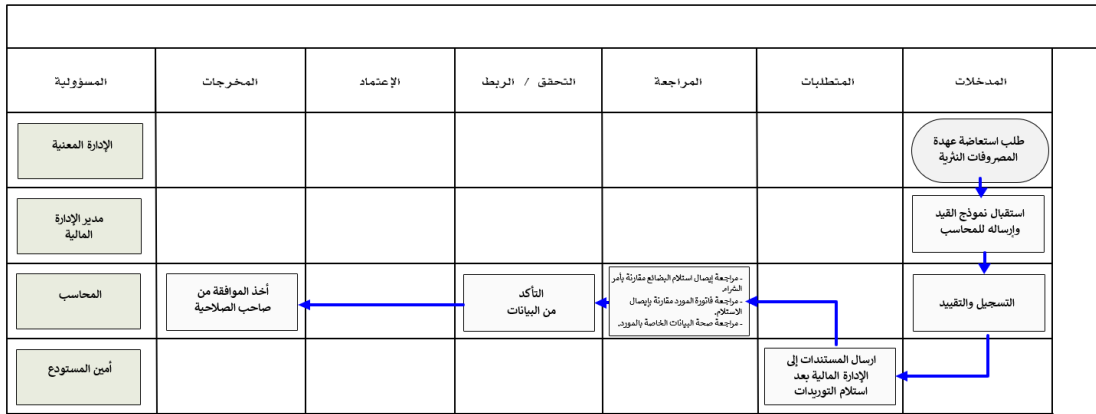 المدخلات
المتطلبات
المراجعة
التحقق / الربط
الإعتماد
المخرجات
المسؤولية
طلب استعاضة عهدة
المصروفات النثرية
الإدارة المعنية
استقبال نموذج القيد
وإرساله للمحاسب
مدير الإدارة
المالية
التسجيل والتقييد
- مراجعة إيصال استلام البضائع مقارنة بأمر
الشراء.
- مراجعة فاتورة المورد مقارنة بإيصال
الاستلام.
- مراجعة صحة البيانات الخاصة بالمورد.
التأكد
من البيانات
أخذ الموافقة من
صاحب الصلاحية
المحاسب
ارسال المستندات إلى
الإدارة المالية بعد
استلام التوريدات
أمين المستودع